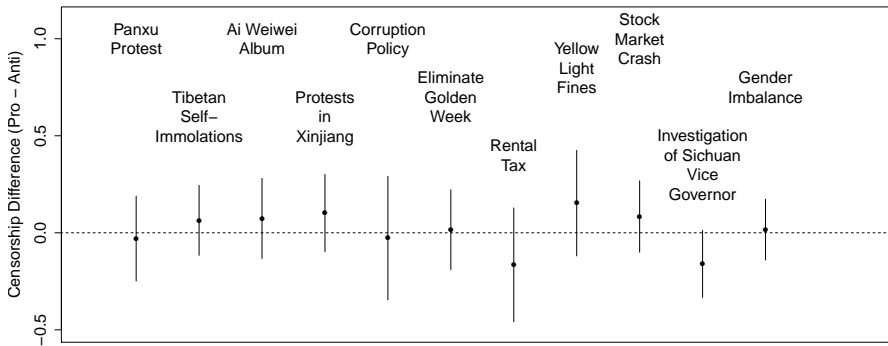 Censorship Difference (Pro − Anti)
1.0
0.5
0.0
−0.5
Panxu
Protest
Tibetan
Self−
Immolations
Ai Weiwei
Album
Protests
in
Xinjiang
Corruption
Policy
Eliminate
Golden
Week
Rental
Tax
Yellow
Light
Fines
Stock
Market
Crash
Investigation
of Sichuan
Vice
Governor
Gender
Imbalance